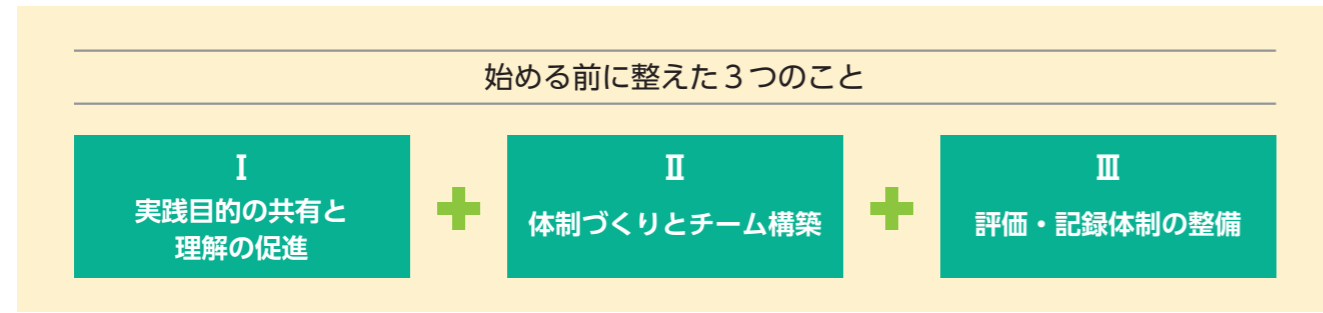 始める前に整えた３つのこと
Ⅰ
実践目的の共有と
理解の促進
Ⅱ
体制づくりとチーム構築
Ⅲ
評価・記録体制の整備